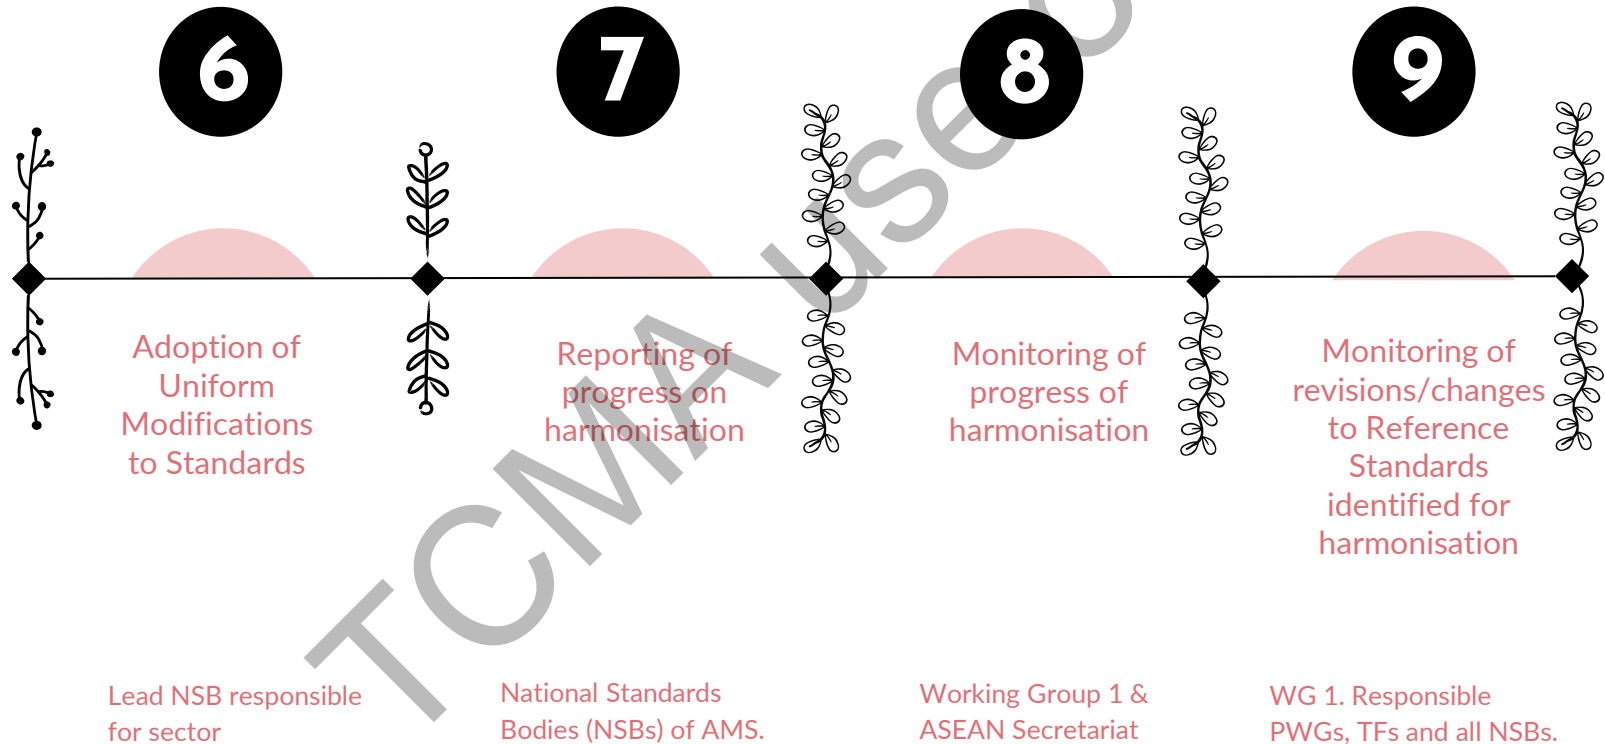 6
7
8
9
Adoption of
Uniform
Modifications
to Standards
Reporting of
progress on
harmonisation
Monitoring of
progress of
harmonisation
Monitoring of
revisions/changes
to Reference
Standards
identified for
harmonisation
Lead NSB responsible
for sector
National Standards
Bodies (NSBs) of AMS.
Working Group 1 &
ASEAN Secretariat
WG 1. Responsible
PWGs, TFs and all NSBs.
TCMA use